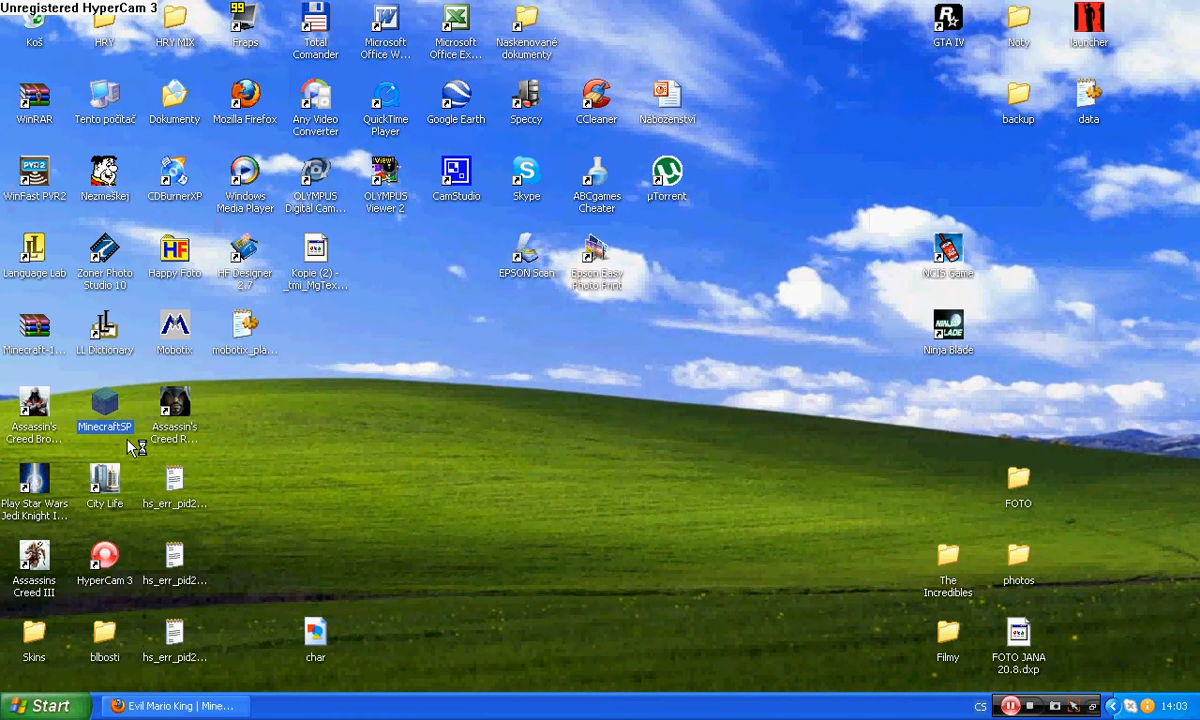 Unregistered HyperCam 3
Koš
HRY
HRY MIX
99
Fraps
Total
Comander
Microsoft
Office W...
Microsoft
Office Ex...
Naskenované
dokumenty
GTA IV
Noty
launcher
WinRAR
Tento počítač
Dokumenty
Mozilla Firefox
Any Video
Converter
QuickTime
Player
Google Earth
Speccy
CCleaner
Náboženství
backup
data
PVR2
WinFast PVR2
Nezmeškej
CDBurnerXP
Windows
Media Player
OLYMPUS
Digital Cam...
OLYMPUS
Viewer 2
CamStudio
Skype
ABCgames
Cheater
µTorrent
Language Lab
Zoner Photo
Studio 10
HF
Happy Foto
HF Designer
2.7
Kopie (2) -
_tmi_MgTex...
EPSON Scan
Epson Easy
Photo Print
NCIS Game
Minecraft-1...
LL Dictionary
Mobotix
mobotix_pla...
NINJA
BLADE
Ninja Blade
Assassin's
Creed Bro...
MinecraftSP
Assassin's
Creed R...
Play Star Wars
Jedi Knight I...
City Life
hs_err_pid2...
FOTO
Assassins
Creed III
HyperCam 3
hs_err_pid2...
The
Incredibles
photos
Skins
blbosti
hs_err_pid2...
char
Filmy
FOTO JANA
20.8.dxp
Start
Evil Mario King | Mine...
CS
14:03